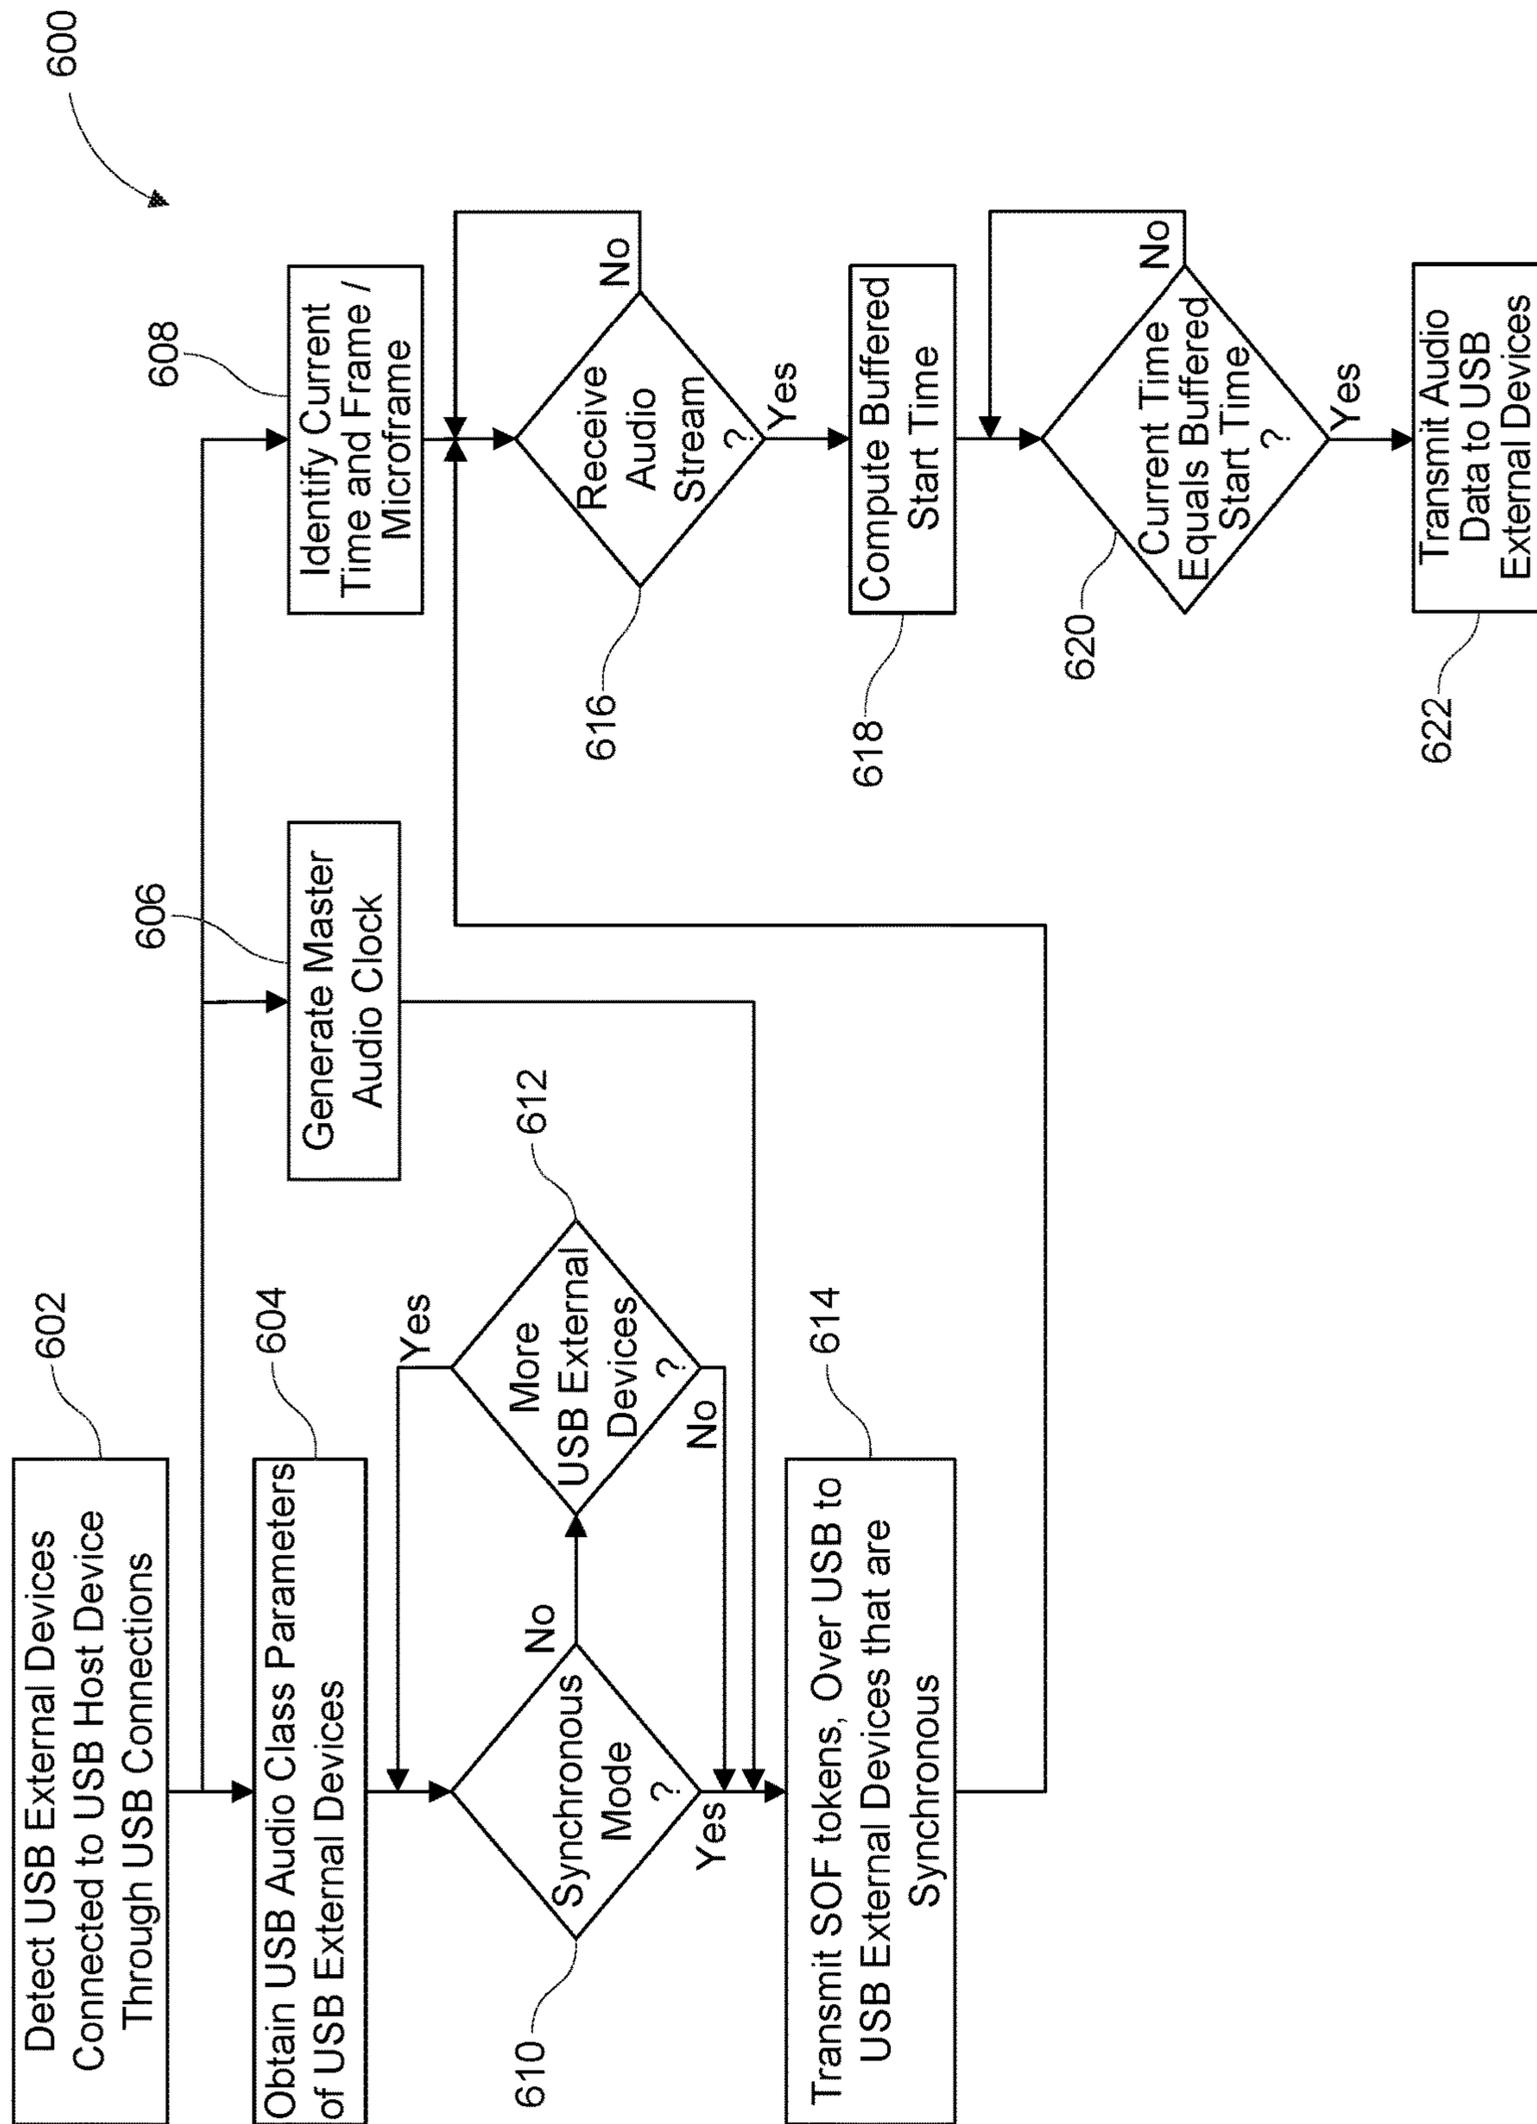 600
602
Detect USB External Devices
Connected to USB Host Device
Through USB Connections
604
Obtain USB Audio Class Parameters
of USB External Devices
606
Generate Master
Audio Clock
608
Identify Current
Time and Frame /
Microframe
610
Synchronous
Mode
?
No
Yes
612
More
USB External
Devices
?
Yes
No
614
Transmit SOF tokens, Over USB to
USB External Devices that are
Synchronous
616
Receive
Audio
Stream
?
No
Yes
618
Compute Buffered
Start Time
620
Current Time
Equals Buffered
Start Time
?
No
Yes
622
Transmit Audio
Data to USB
External Devices